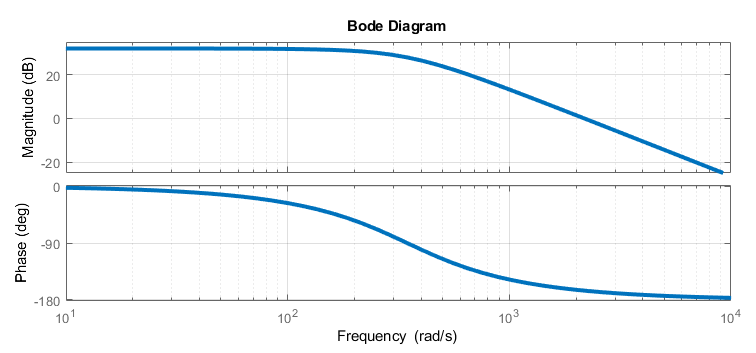 Bode Diagram
Magnitude (dB)
20
0
-20
Phase (deg)
0
-90
-180
10^1 10^2 10^3 10^4
Frequency (rad/s)